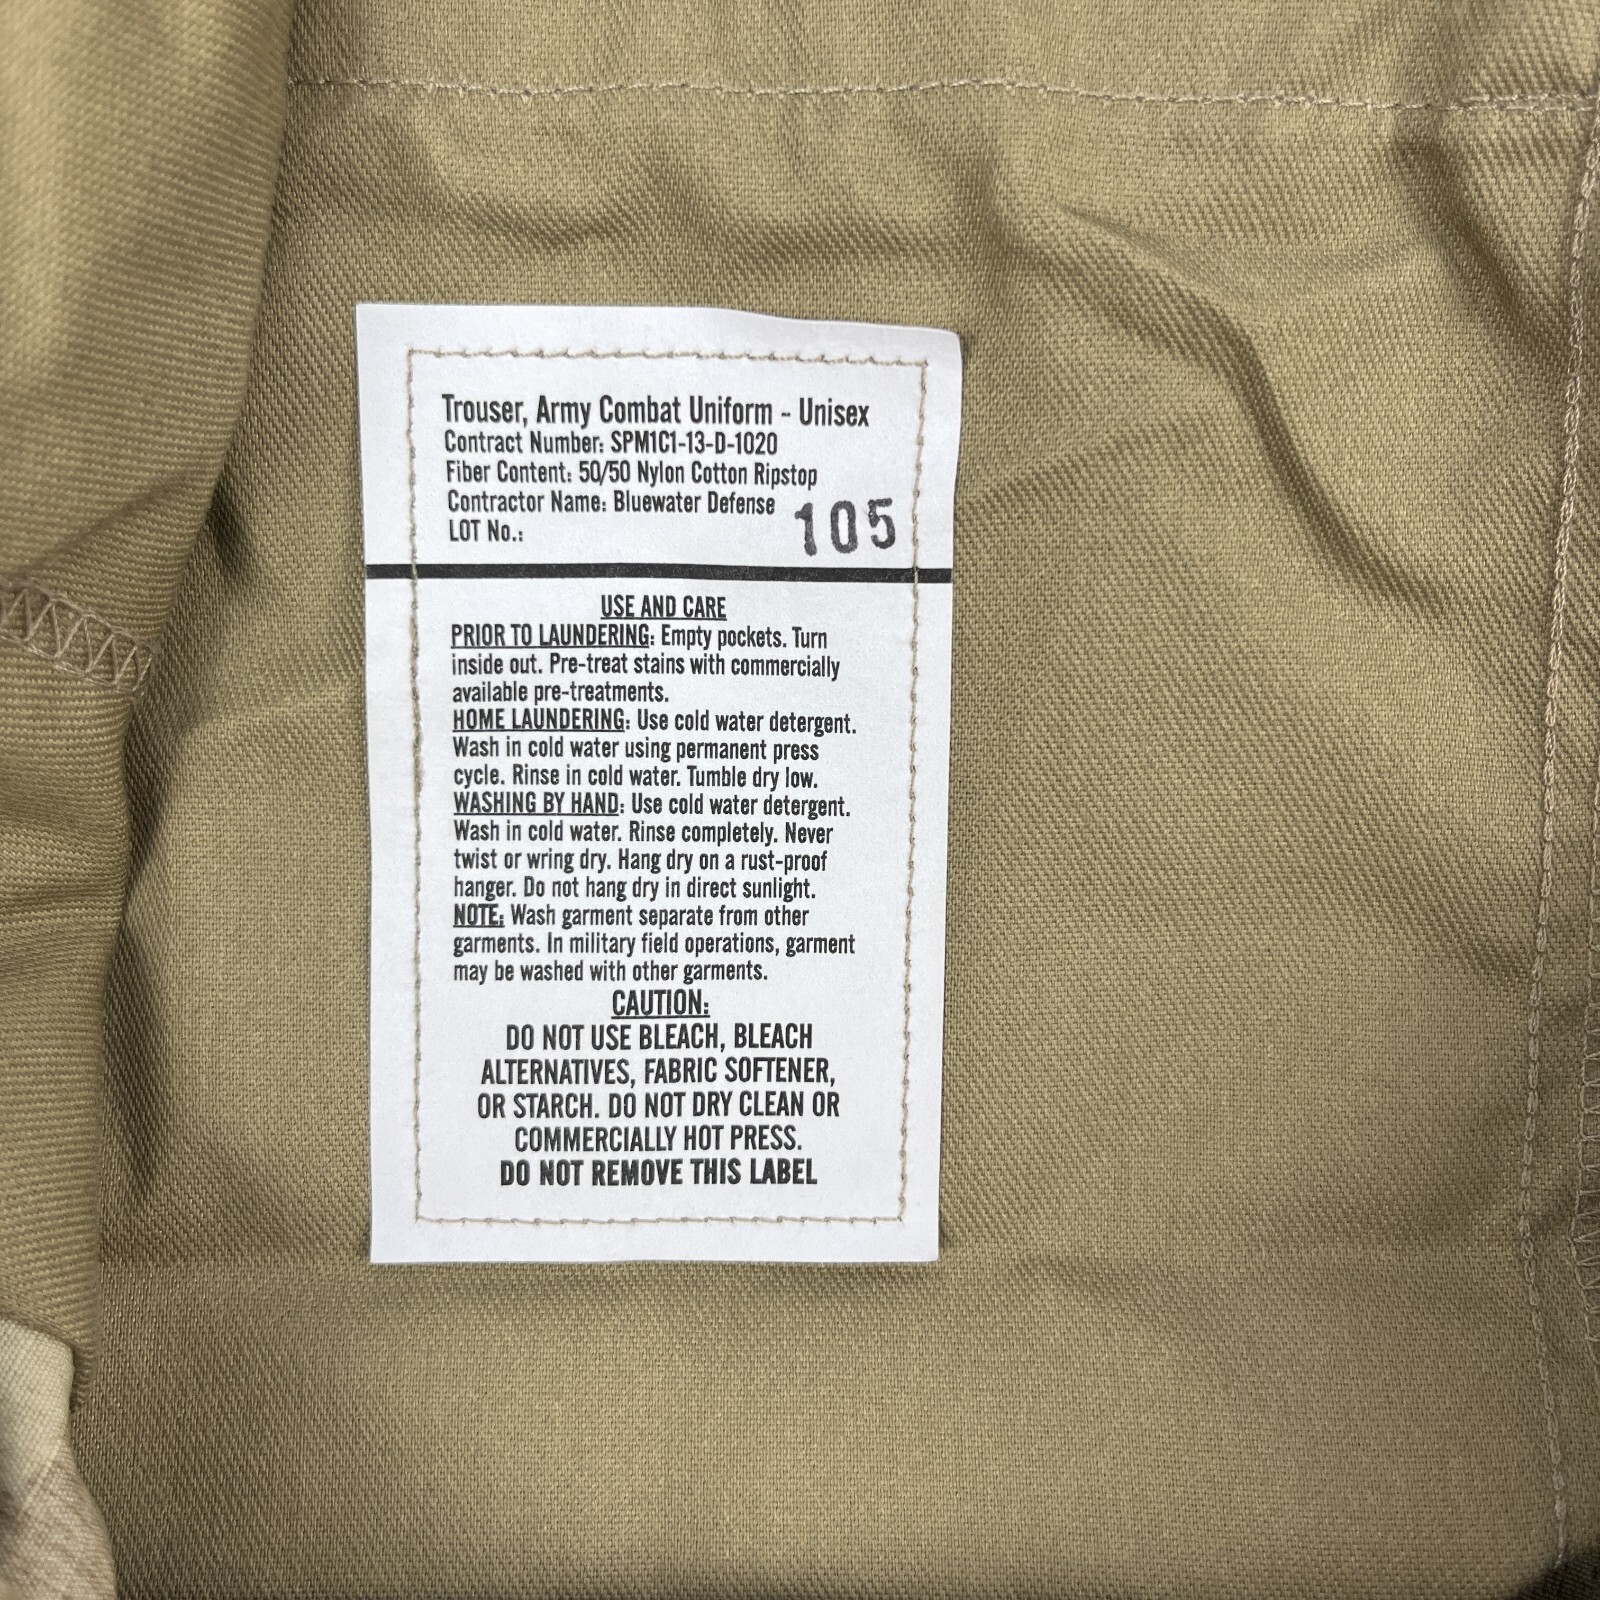 Trouser, Army Combat Uniform - Unisex
Contract Number: SPM1C1-13-D-1020
Fiber Content: 50/50 Nylon Cotton Ripstop
Contractor Name: Bluewater Defense
LOT No.: 105
USE AND CARE
PRIOR TO LAUNDERING: Empty pockets. Turn
inside out. Pre-treat stains with commercially
available pre-treatments.
HOME LAUNDERING: Use cold water detergent.
Wash in cold water using permanent press
cycle. Rinse in cold water. Tumble dry low.
WASHING BY HAND: Use cold water detergent.
Wash in cold water. Rinse completely. Never
twist or wring dry. Hang dry on a rust-proof
hanger. Do not hang dry in direct sunlight.
NOTE: Wash garment separate from other
garments. In military field operations, garment
may be washed with other garments.
CAUTION:
DO NOT USE BLEACH, BLEACH
ALTERNATIVES, FABRIC SOFTENER,
OR STARCH. DO NOT DRY CLEAN OR
COMMERCIALLY HOT PRESS.
DO NOT REMOVE THIS LABEL